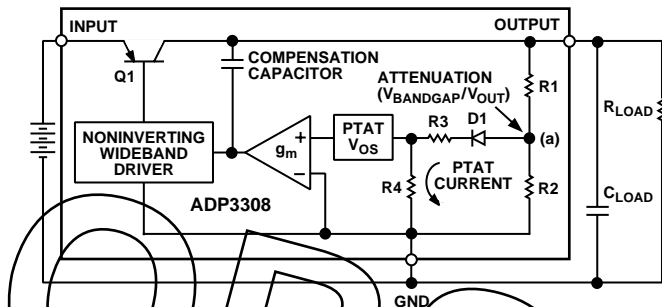 INPUT
OUTPUT
Q1
COMPENSATION
CAPACITOR
ATTENUATION
(VBANDGAP/VOUT)
R1
RLOAD
NONINVERTING
WIDEBAND
DRIVER
gm
+
−
PTAT
VOS
R3
D1
(a)
R4
PTAT
CURRENT
R2
ADP3308
CLOAD
GND